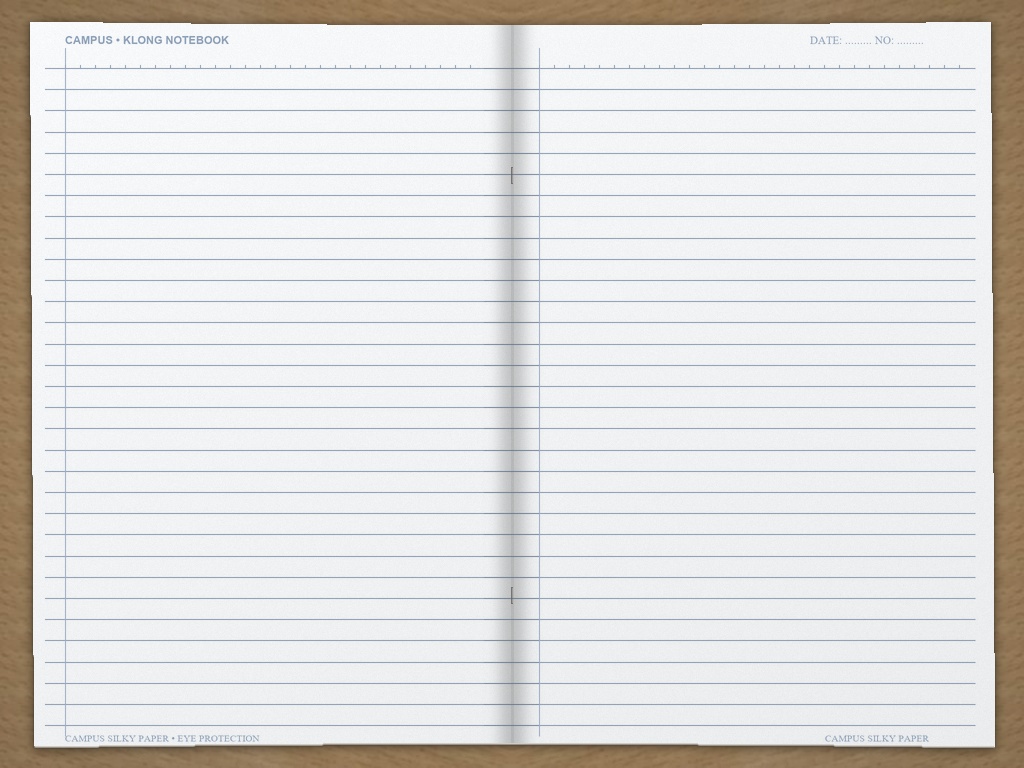 CAMPUS • KLONG NOTEBOOK
DATE: ......... NO: .........
CAMPUS SILKY PAPER • EYE PROTECTION
CAMPUS SILKY PAPER